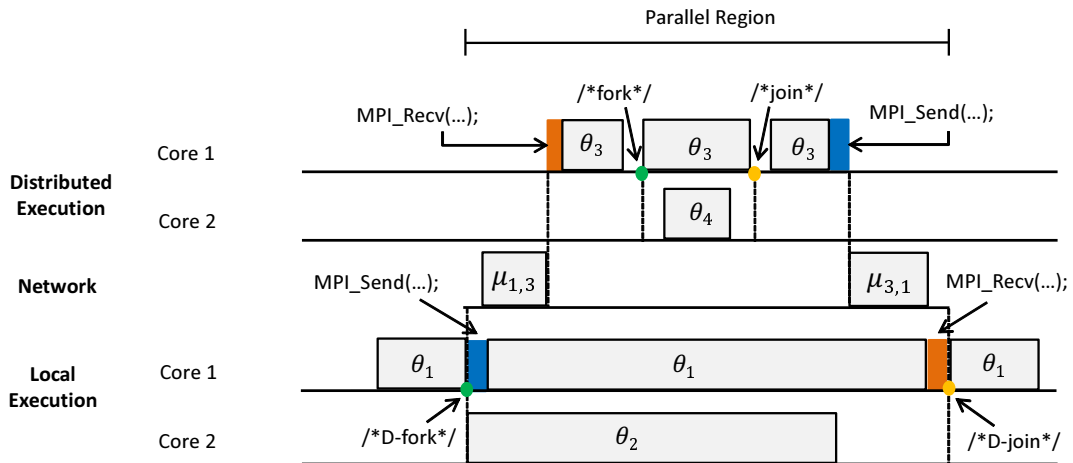 Parallel Region
/*fork*/
/*join*/
MPI_Recv(...);
MPI_Send(...);
Core 1
θ3
θ3
θ3
Distributed
Execution
Core 2
θ4
Network
MPI_Send(...);
μ1,3
μ3,1
MPI_Recv(...);
Local
Execution
Core 1
θ1
θ1
θ1
/*D-fork*/
/*D-join*/
Core 2
θ2